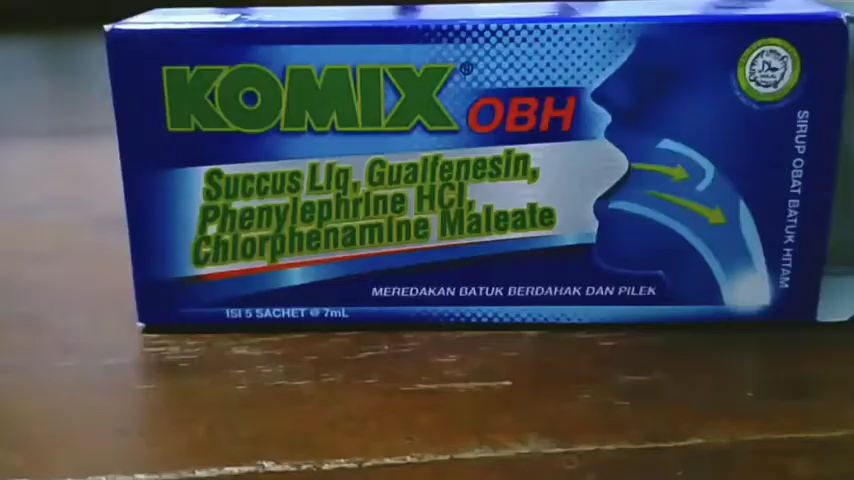 KOMIX®
OBH
Succus Liq, Guaifenesin,
Phenylephrine HCl,
Chlorphenamine Maleate
MEREDAKAN BATUK BERDAHAK DAN PILEK
ISI 5 SACHET @ 7mL
SIRUP OBAT BATUK HITAM